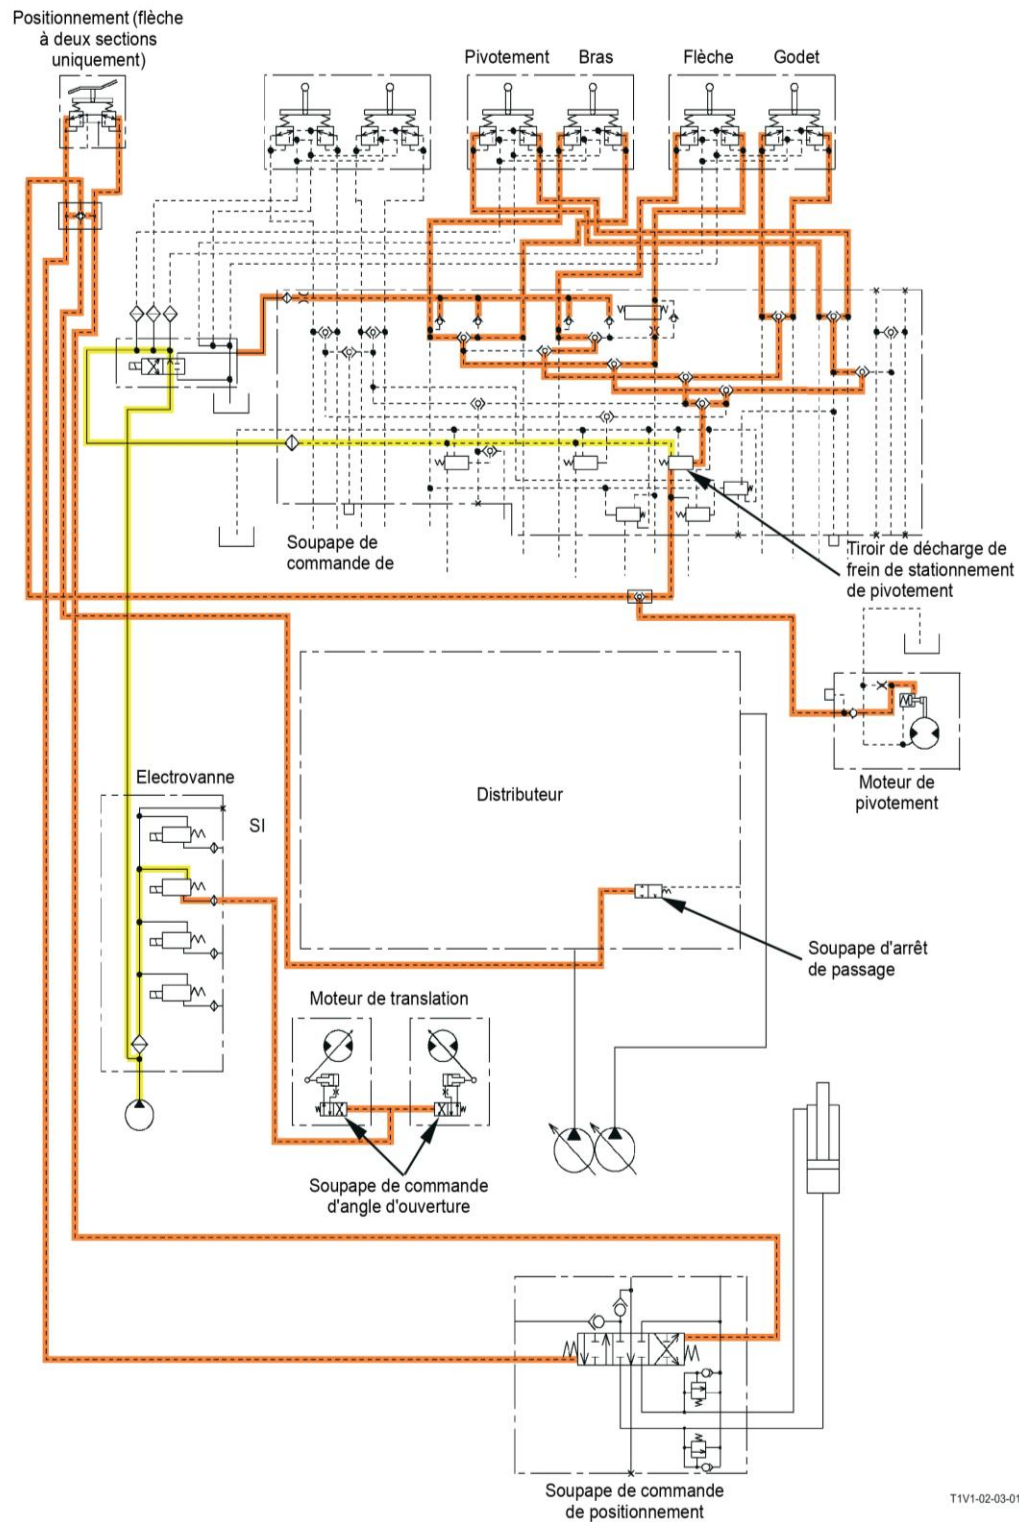 Positionnement (flèche
à deux sections
uniquement)
Pivotement
Bras
Flèche
Godet
Soupape de
commande de
Tiroir de décharge de
frein de stationnement
de pivotement
Electrovanne
SI
Distributeur
Moteur de
pivotement
Soupape d'arrêt
de passage
Moteur de translation
Soupape de commande
d'angle d'ouverture
Soupape de commande
de positionnement
T1V1-02-03-01